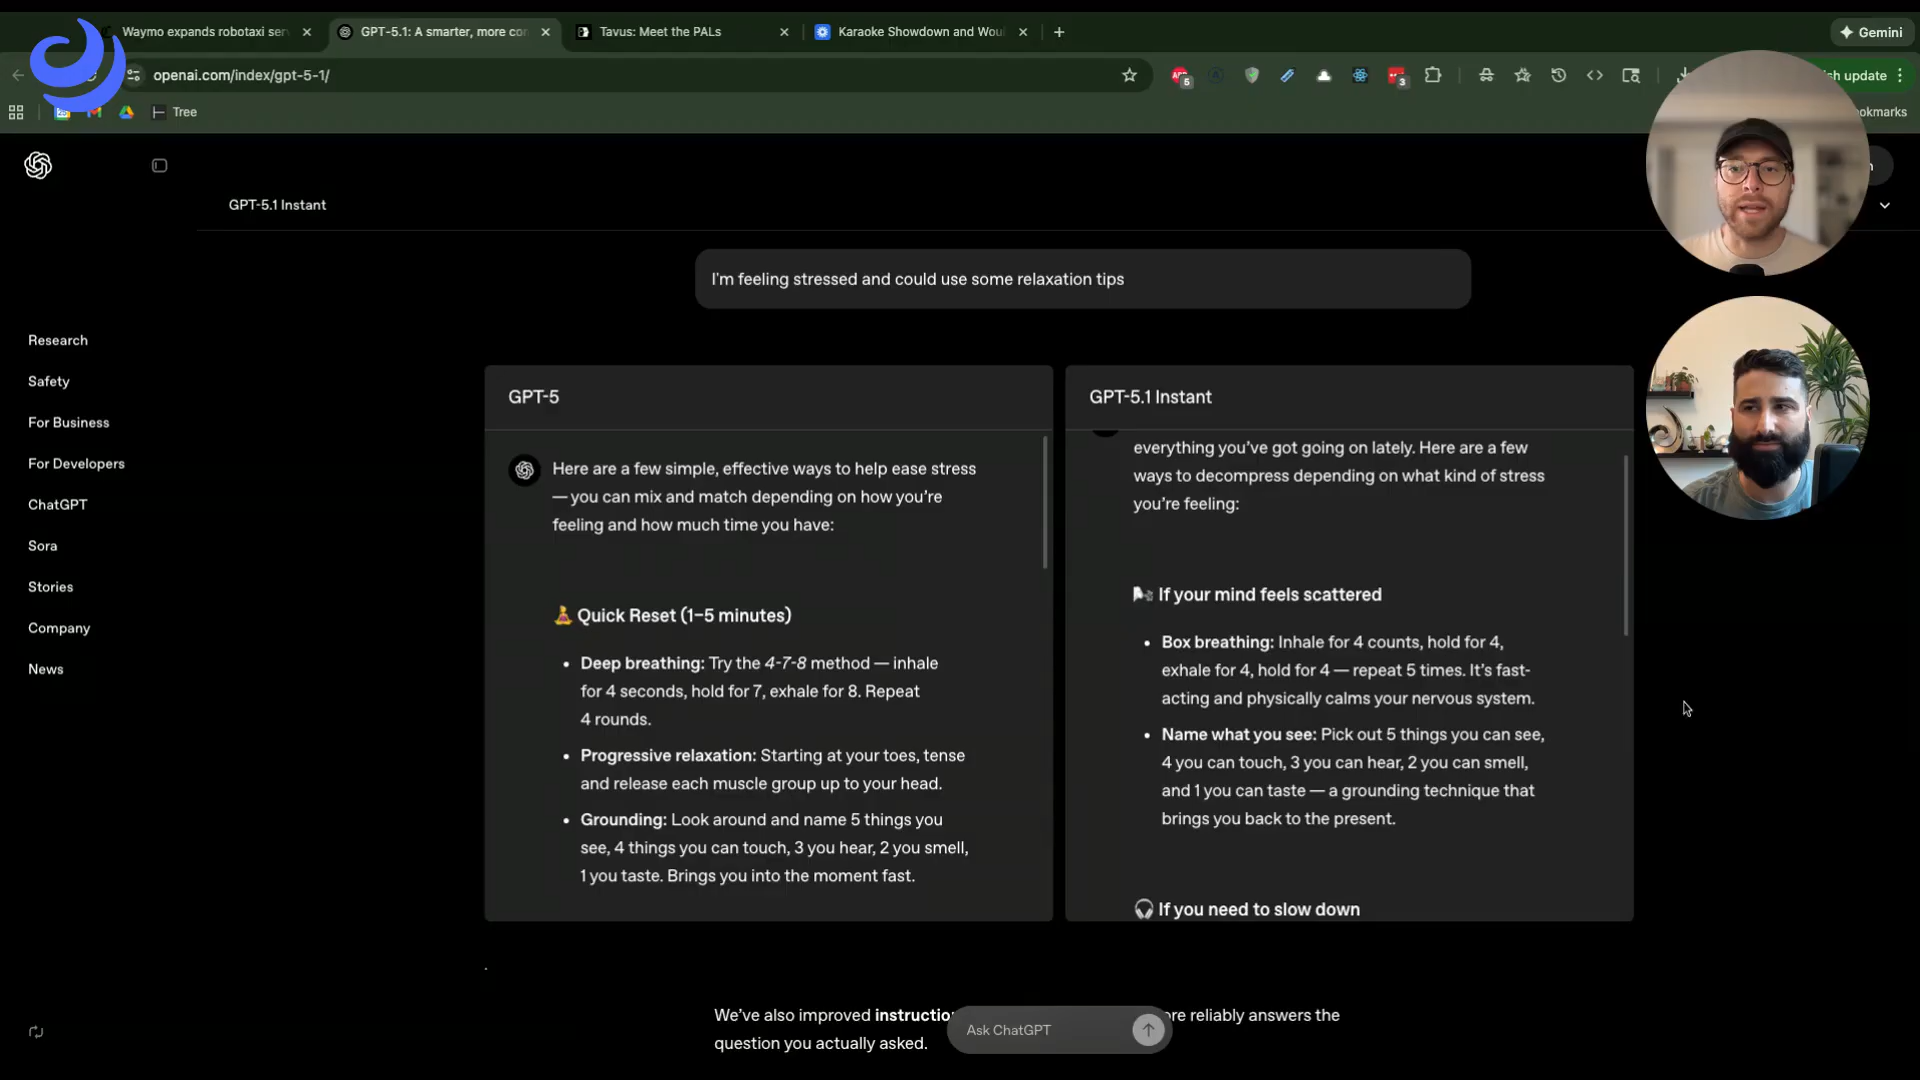 Waymo expands robotaxi ser
GPT-5.1: A smarter, more con
Tavus: Meet the PALs
Karaoke Showdown and Woul
Gemini
openai.com/index/gpt-5-1/
5
3
sh update
Tree
ookmarks
GPT-5.1 Instant
I'm feeling stressed and could use some relaxation tips
Research
Safety
For Business
For Developers
ChatGPT
Sora
Stories
Company
News
GPT-5
Here are a few simple, effective ways to help ease stress
— you can mix and match depending on how you're
feeling and how much time you have:
Quick Reset (1–5 minutes)
• Deep breathing: Try the 4-7-8 method — inhale
for 4 seconds, hold for 7, exhale for 8. Repeat
4 rounds.
• Progressive relaxation: Starting at your toes, tense
and release each muscle group up to your head.
• Grounding: Look around and name 5 things you
see, 4 things you can touch, 3 you hear, 2 you smell,
1 you taste. Brings you into the moment fast.
GPT-5.1 Instant
everything you've got going on lately. Here are a few
ways to decompress depending on what kind of stress
you're feeling:
If your mind feels scattered
• Box breathing: Inhale for 4 counts, hold for 4,
exhale for 4, hold for 4 — repeat 5 times. It's fast-
acting and physically calms your nervous system.
• Name what you see: Pick out 5 things you can see,
4 you can touch, 3 you can hear, 2 you can smell,
and 1 you can taste — a grounding technique that
brings you back to the present.
If you need to slow down
We've also improved instructio
re reliably answers the
question you actually asked.
Ask ChatGPT